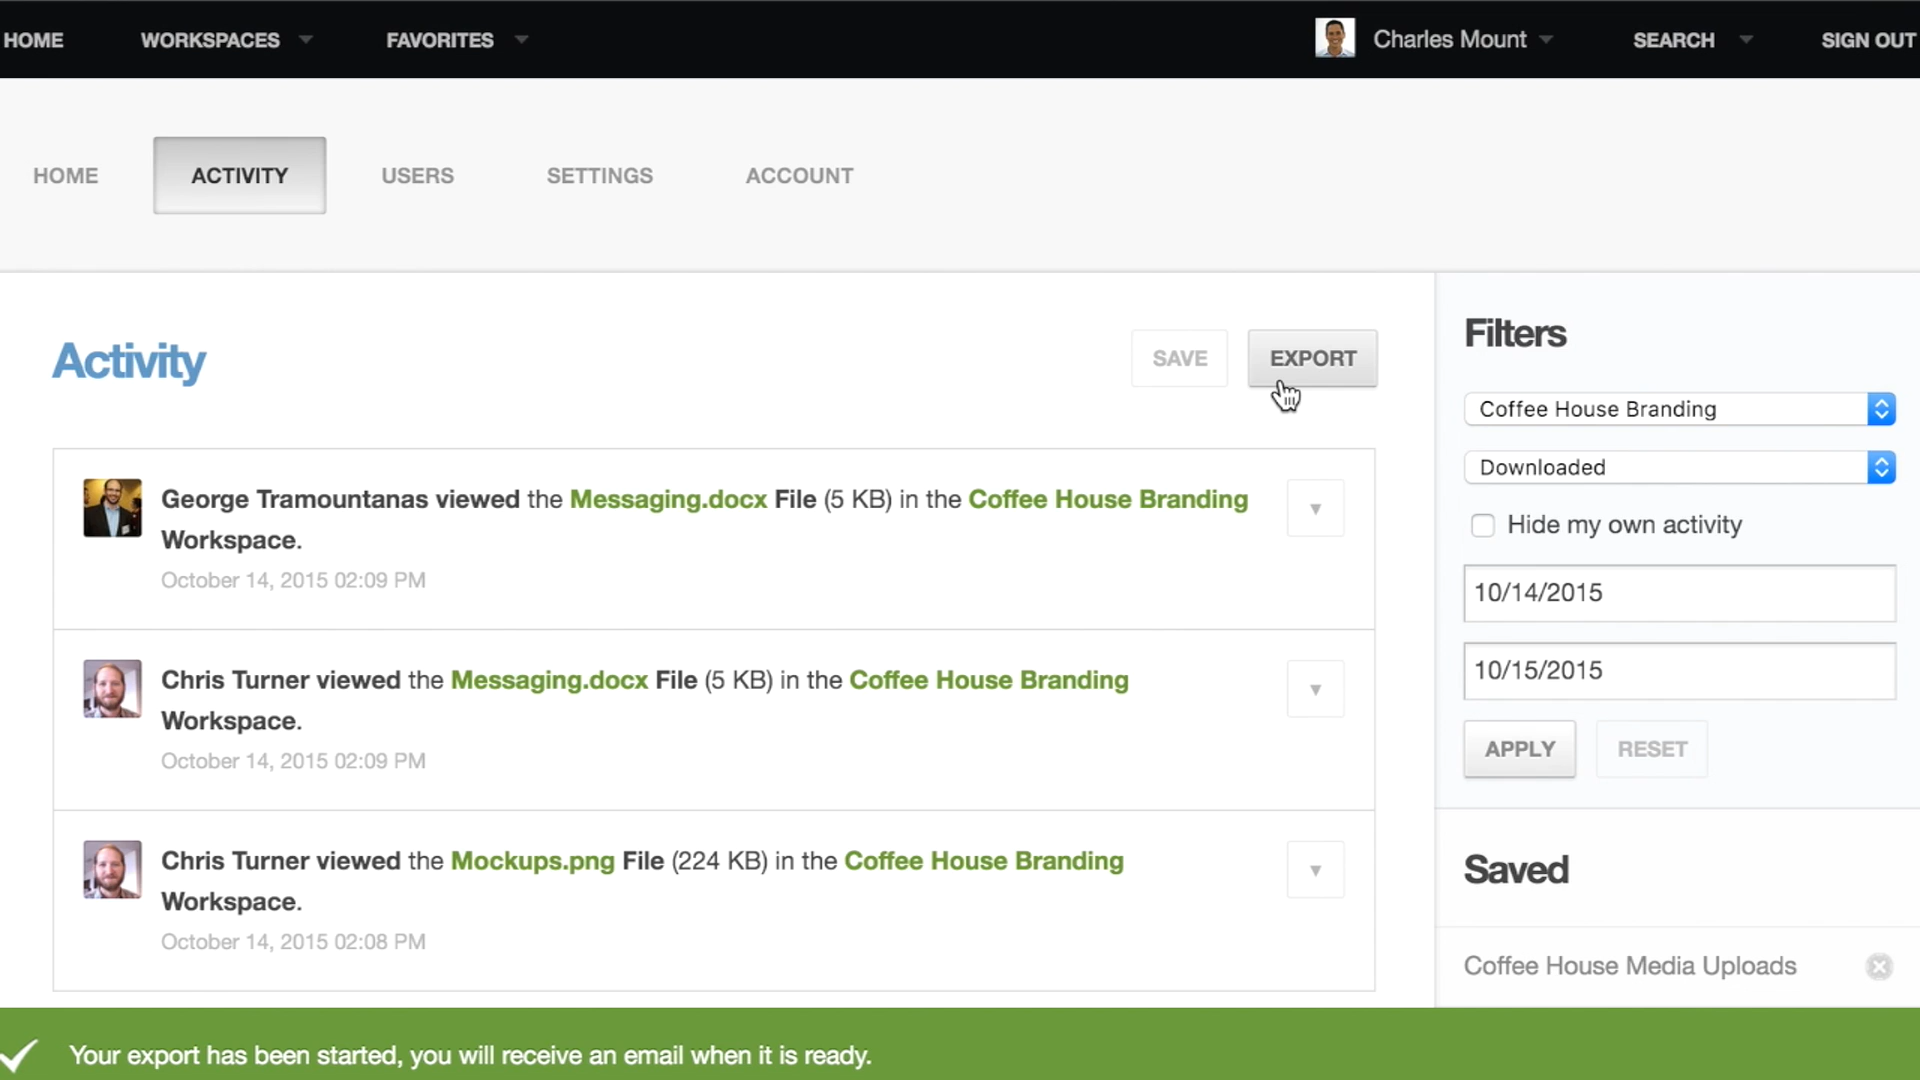 HOME WORKSPACES FAVORITES Charles Mount SEARCH SIGN OUT
HOME ACTIVITY USERS SETTINGS ACCOUNT
Activity
SAVE EXPORT
George Tramountanas viewed the Messaging.docx File (5 KB) in the Coffee House Branding
Workspace.
October 14, 2015 02:09 PM
Chris Turner viewed the Messaging.docx File (5 KB) in the Coffee House Branding
Workspace.
October 14, 2015 02:09 PM
Chris Turner viewed the Mockups.png File (224 KB) in the Coffee House Branding
Workspace.
October 14, 2015 02:08 PM
Filters
Coffee House Branding
Downloaded
Hide my own activity
10/14/2015
10/15/2015
APPLY RESET
Saved
Coffee House Media Uploads
Your export has been started, you will receive an email when it is ready.